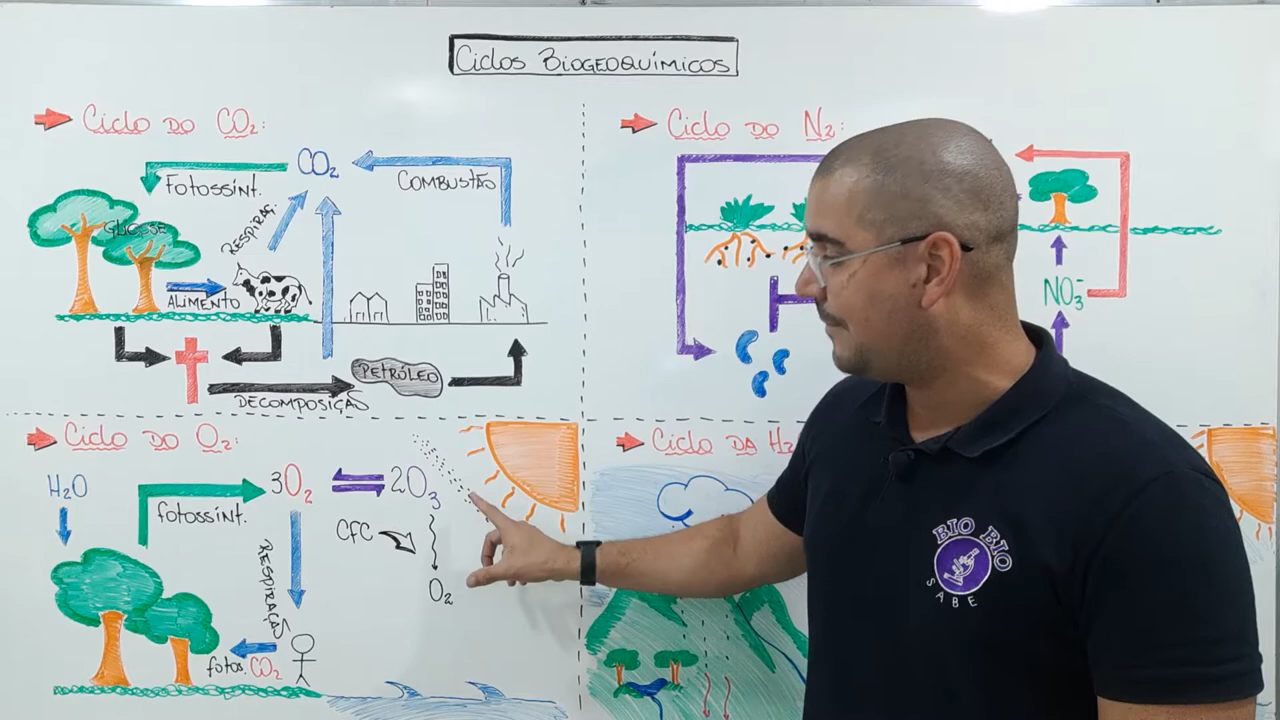 Ciclos Biogeoquímicos
Ciclo do CO₂:
CO₂
Fotossínt.
Combustão
Glicose
Respiraç.
Alimento
Petróleo
Decomposição
Ciclo do N₂:
NO₃⁻
Ciclo do O₂:
H₂O
3O₂
2O₃
fotossínt.
CFC
O₂
Respiração
fotos.
CO₂
Ciclo da H₂
BIO BIO
SABE